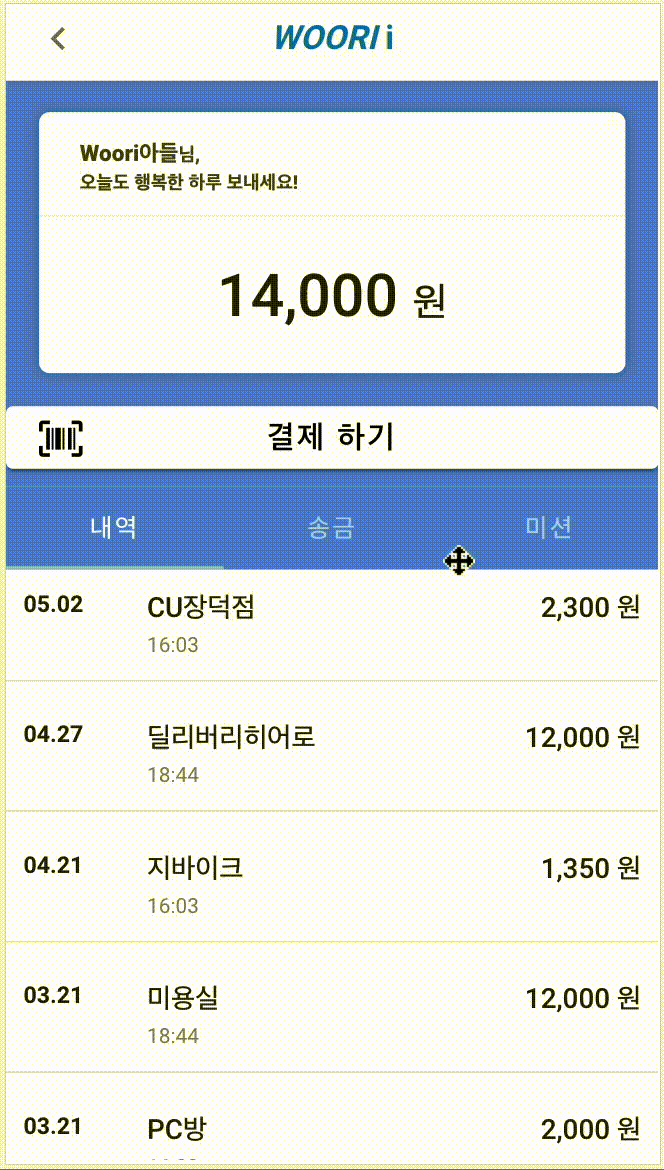 WOORI i
Woori아들님,
오늘도 행복한 하루 보내세요!
14,000 원
결제 하기
내역 송금 미션
05.02 CU장덕점 2,300 원
16:03
04.27 딜리버리히어로 12,000 원
18:44
04.21 지바이크 1,350 원
16:03
03.21 미용실 12,000 원
18:44
03.21 PC방 2,000 원